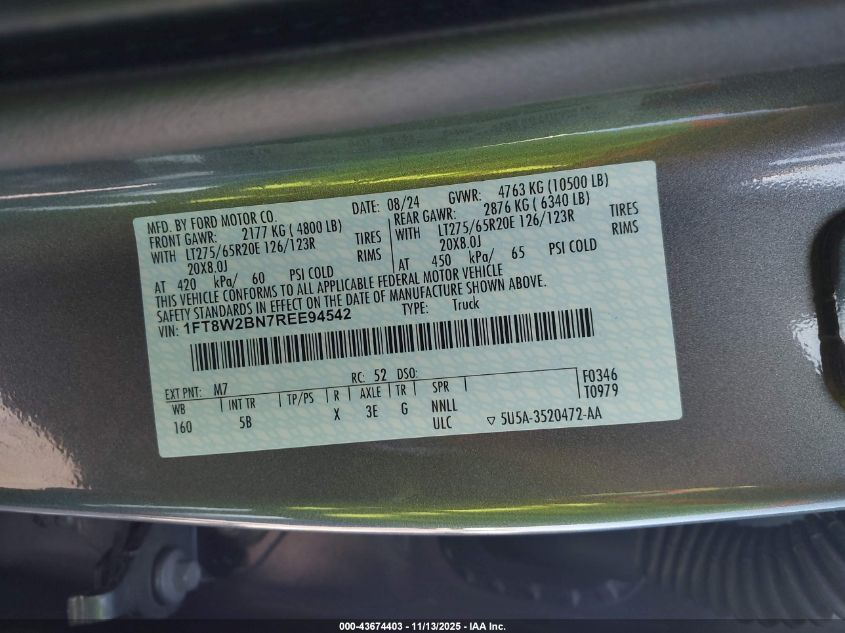 MFD. BY FORD MOTOR CO. DATE: 08/24 GVWR: 4763 KG (10500 LB)
FRONT GAWR: 2177 KG ( 4800 LB) REAR GAWR: 2876 KG ( 6340 LB)
WITH LT275/65R20E 126/123R TIRES WITH LT275/65R20E 126/123R TIRES
20X8.0J RIMS 20X8.0J RIMS
AT 420 kPa/ 60 PSI COLD AT 450 kPa/ 65 PSI COLD
THIS VEHICLE CONFORMS TO ALL APPLICABLE FEDERAL MOTOR VEHICLE
SAFETY STANDARDS IN EFFECT ON THE DATE OF MANUFACTURE SHOWN ABOVE.
VIN: 1FT8W2BN7REE94542 TYPE: Truck
EXT PNT: M7 RC: 52 DSO: F0346
WB INT TR TP/PS R AXLE TR SPR T0979
160 5B X 3E G NNLL
ULC ▽ 5U5A-3520472-AA
000-43674403 - 11/13/2025 - IAA Inc.